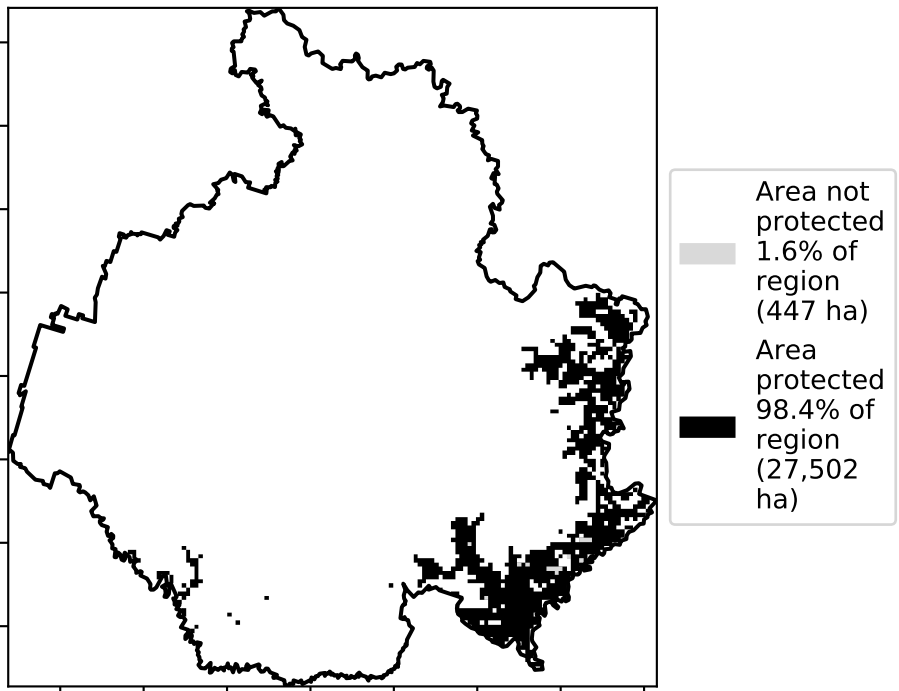 Area not
protected
1.6% of
region
(447 ha)
Area
protected
98.4% of
region
(27,502
ha)